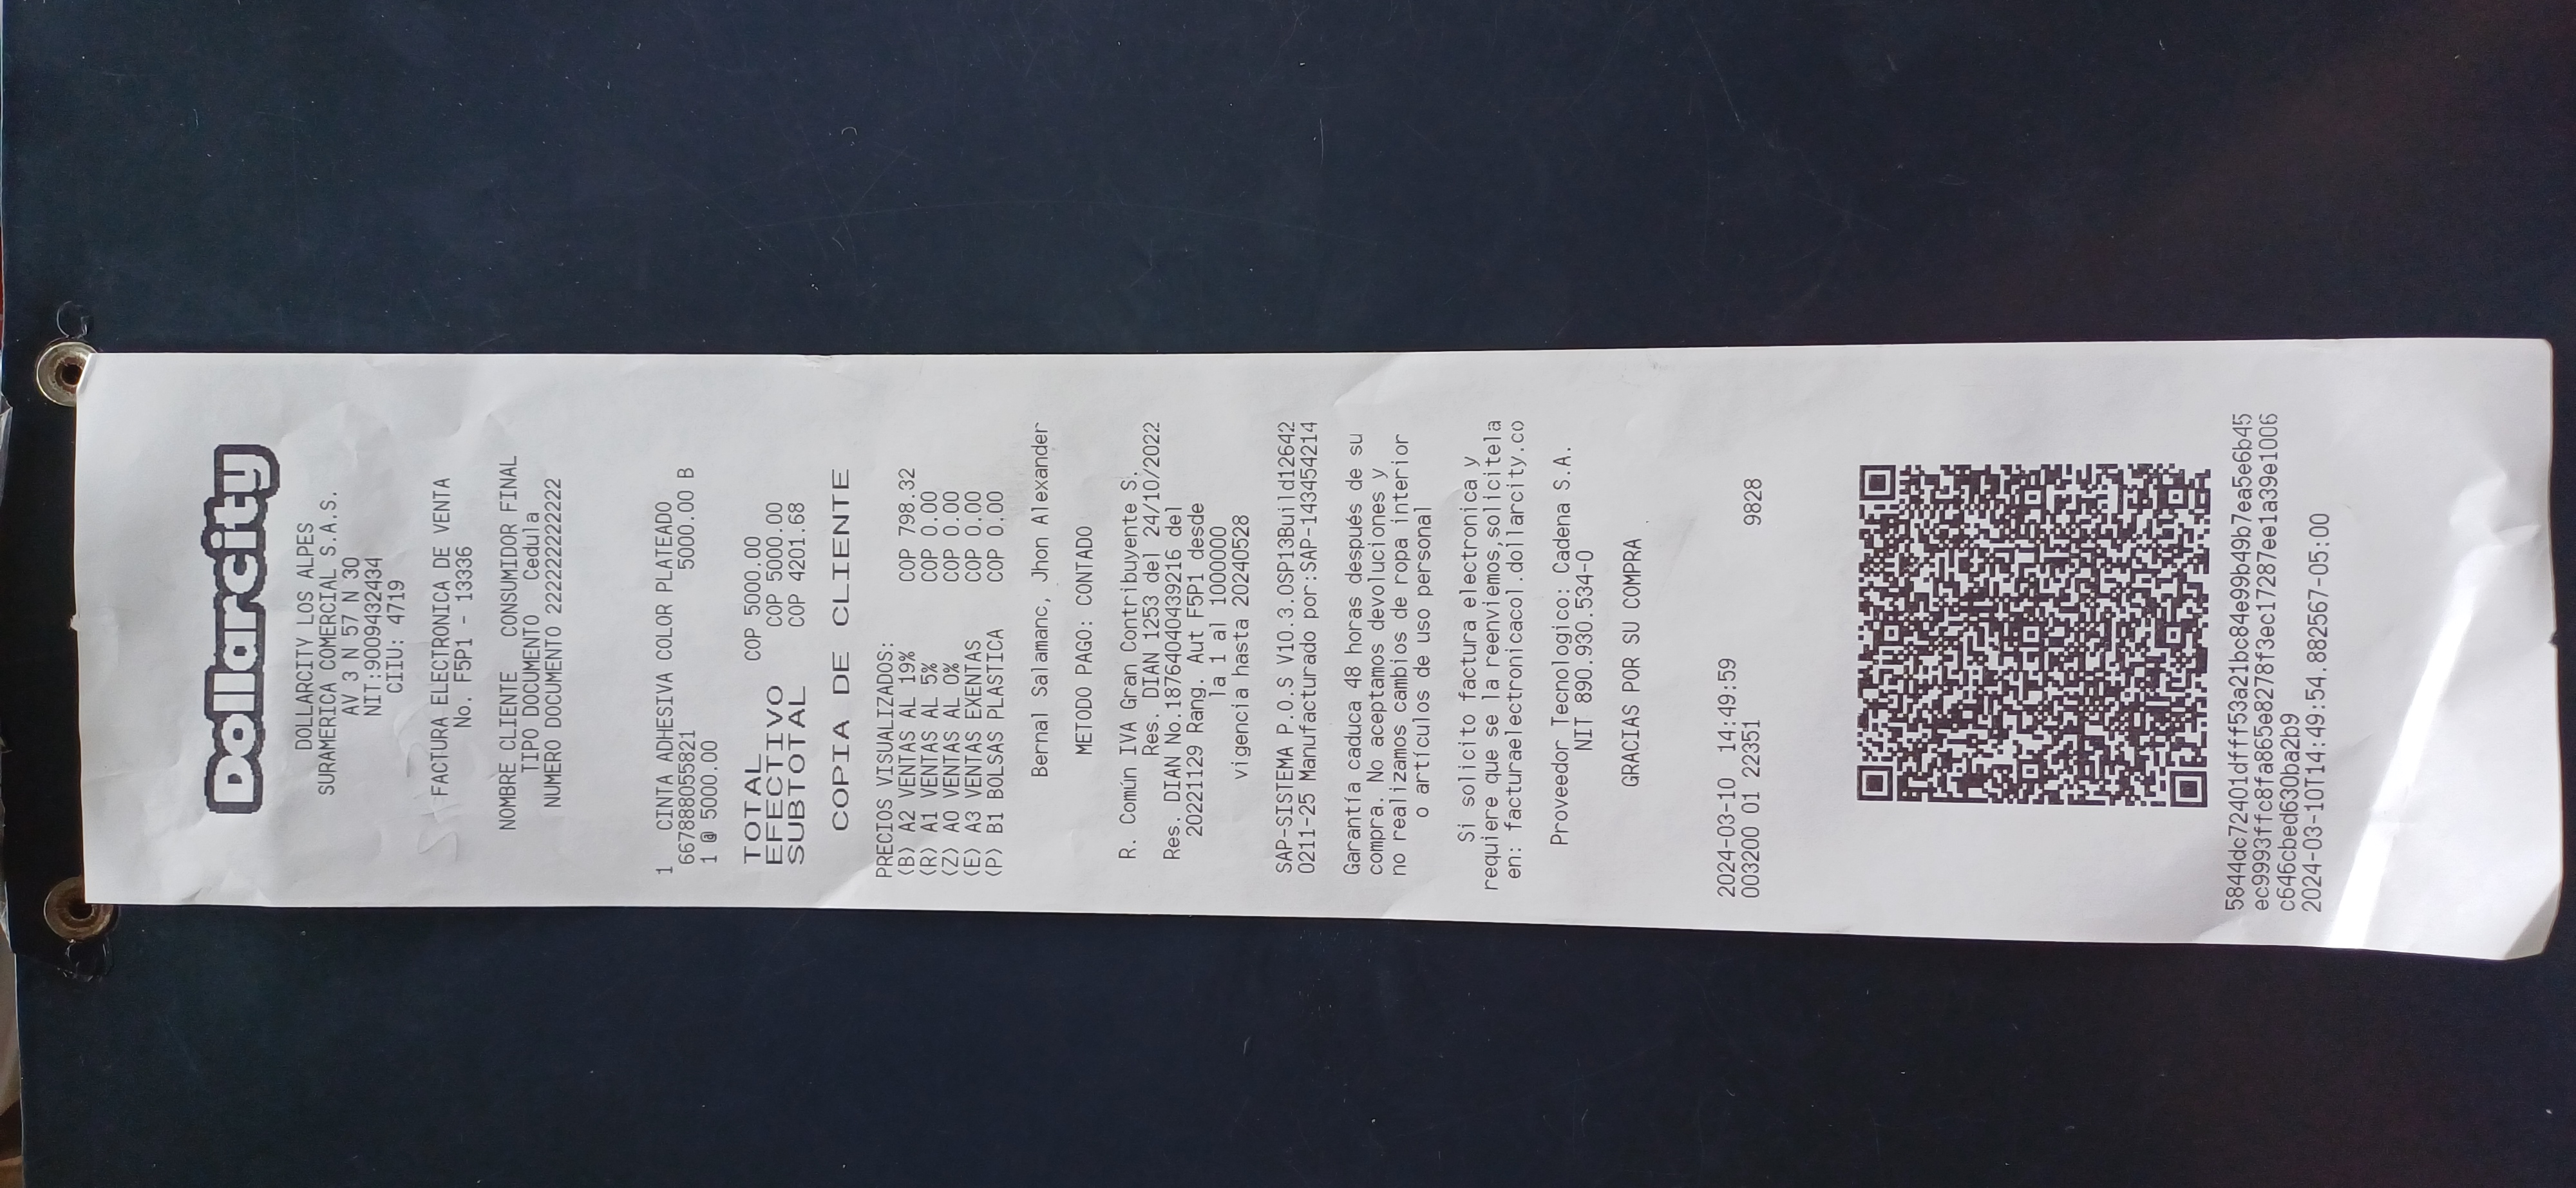 Dollarcity
DOLLARCITY LOS ALPES
SURAMERICA COMERCIAL S.A.S.
AV 3 N 57 N 30
NIT:9009432434
CIIU: 4719
FACTURA ELECTRONICA DE VENTA
No. F5P1 - 13336
NOMBRE CLIENTE CONSUMIDOR FINAL
TIPO DOCUMENTO Cedula
NUMERO DOCUMENTO 222222222222
1 CINTA ADHESIVA COLOR PLATEADO
667888055821 5000.00 B
1 @ 5000.00
TOTAL COP 5000.00
EFECTIVO COP 5000.00
SUBTOTAL COP 4201.68
COPIA DE CLIENTE
PRECIOS VISUALIZADOS:
(B) A2 VENTAS AL 19% COP 798.32
(R) A1 VENTAS AL 5% COP 0.00
(Z) A0 VENTAS AL 0% COP 0.00
(E) A3 VENTAS EXENTAS COP 0.00
(P) B1 BOLSAS PLASTICA COP 0.00
Bernal Salamanc, Jhon Alexander
METODO PAGO: CONTADO
R. Común IVA Gran Contribuyente S.
Res. DIAN 1253 del 24/10/2022
Res. DIAN No.18764040439216 del
20221129 Rang. Aut F5P1 desde
la 1 al 1000000
vigencia hasta 20240528
SAP-SISTEMA P.O.S V10.3.0SP13Build12642
0211-25 Manufacturado por:SAP-143454214
Garantía caduca 48 horas después de su
compra. No aceptamos devoluciones y
no realizamos cambios de ropa interior
o artículos de uso personal
Si solicito factura electronica y
requiere que se la reenviemos,solicitela
en: facturaelectronicacol.dollarcity.co
Proveedor Tecnologico: Cadena S.A.
NIT 890.930.534-0
GRACIAS POR SU COMPRA
2024-03-10 14:49:59
003200 01 22351 9828
5844dc72401dfff53a21bc84e999b49b7ea5e6b45
ec9993ffc8fa865e8278f3ec17287ee1a39e1006
c646cbed630ba2b9
2024-03-10T14:49:54.882567-05:00